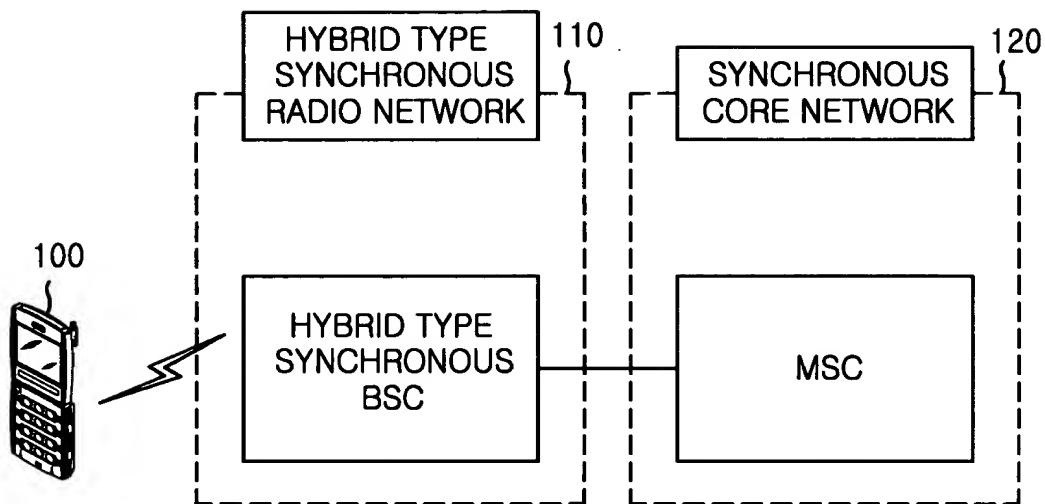 HYBRID TYPE
SYNCHRONOUS
RADIO NETWORK
110
SYNCHRONOUS
CORE NETWORK
120
100
HYBRID TYPE
SYNCHRONOUS
BSC
MSC